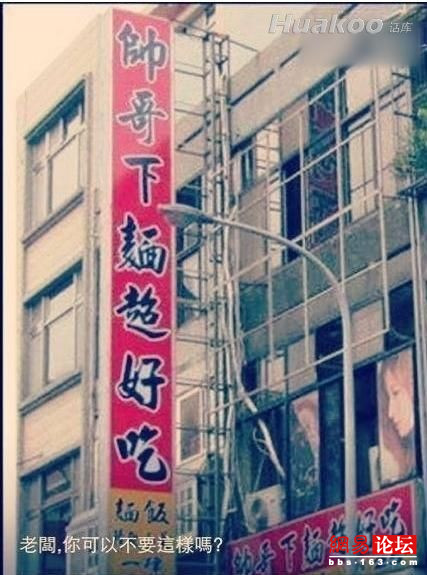 Huakoo 话库
帥哥下麵超好吃
麵飯
一
老闆,你可以不要這樣嗎?
帥哥下麵超好吃
網易论坛
bbs·163.com